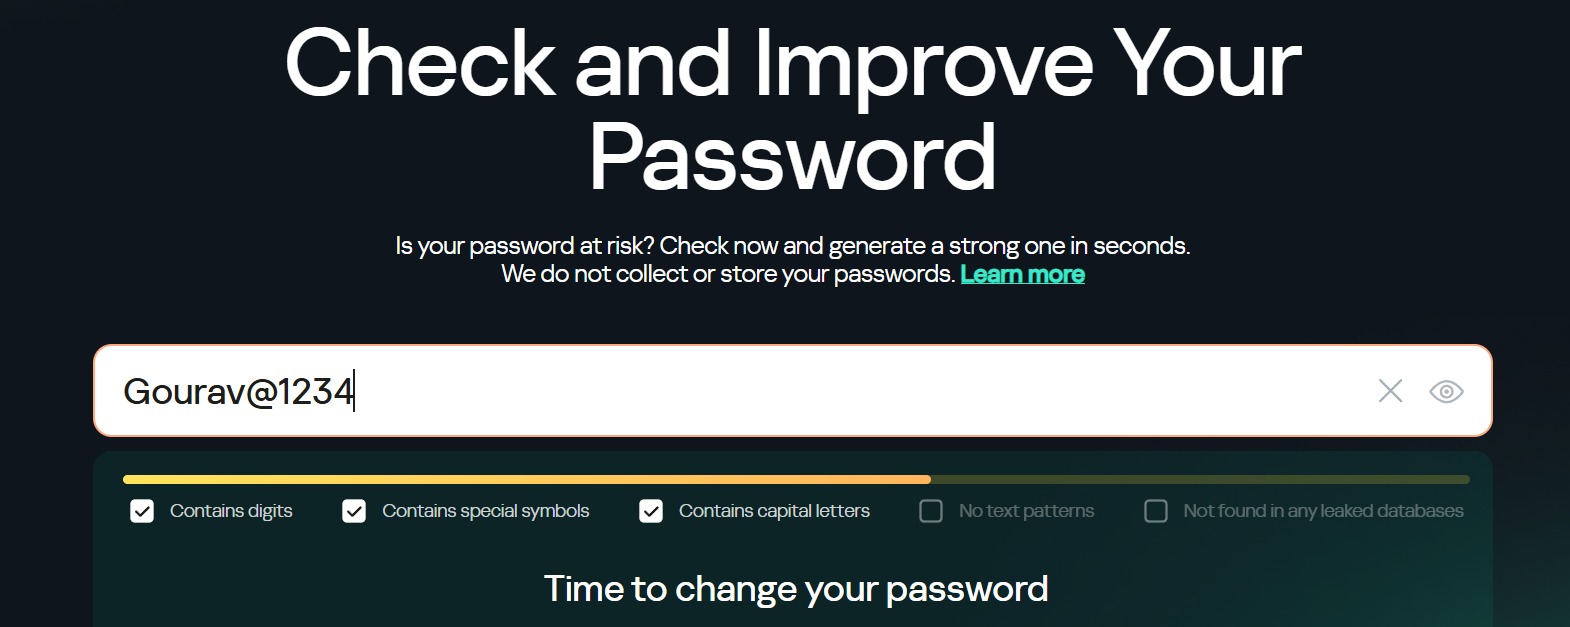 Check and Improve Your
Password
Is your password at risk? Check now and generate a strong one in seconds.
We do not collect or store your passwords. Learn more
Gourav@1234
Contains digits Contains special symbols Contains capital letters No text patterns Not found in any leaked databases
Time to change your password